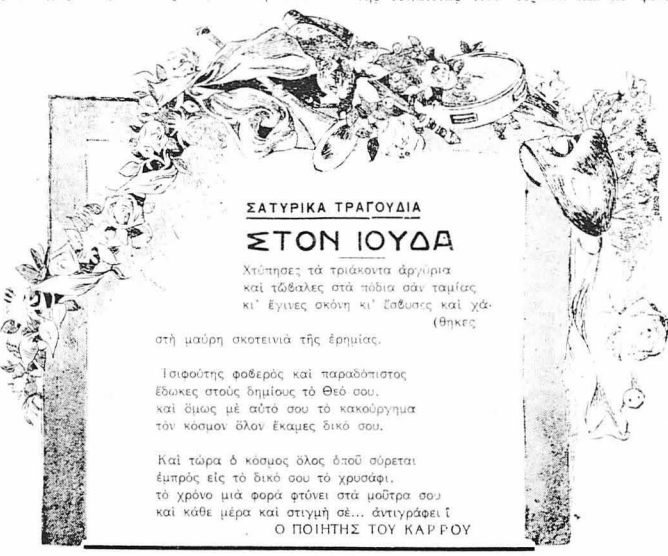 ΣΑΤΥΡΙΚΑ ΤΡΑΓΟΥΔΙΑ
ΣΤΟΝ ΙΟΥΔΑ
Χτύπησες τὰ τριάκοντα ἀργύρια
καὶ τὤβαλες στὰ πόδια σὰν ταμίας
κι' ἔγινες σκόνη κι' ἔσβυσες καὶ χά-
(θηκες
στὴ μαύρη σκοτεινιὰ τῆς ἐρημίας.
Τσιφούτης φοβερὸς καὶ παραδόπιστος
ἔδωκες στοὺς δημίους τὸ Θεό σου,
καὶ ὅμως μὲ αὐτό σου τὸ κακούργημα
τὸν κόσμον ὅλον ἔκαμες δικό σου.
Καὶ τώρα ὁ κόσμος ὅλος ὁποῦ σύρεται
ἐμπρὸς εἰς τὸ δικό σου τὸ χρυσάφι,
τὸ χρόνο μιὰ φορὰ φτύνει στὰ μοῦτρα σου
καὶ κάθε μέρα καὶ στιγμὴ σὲ... ἀντιγράφει !
Ο ΠΟΙΗΤΗΣ ΤΟΥ ΚΑΡΡΟΥ